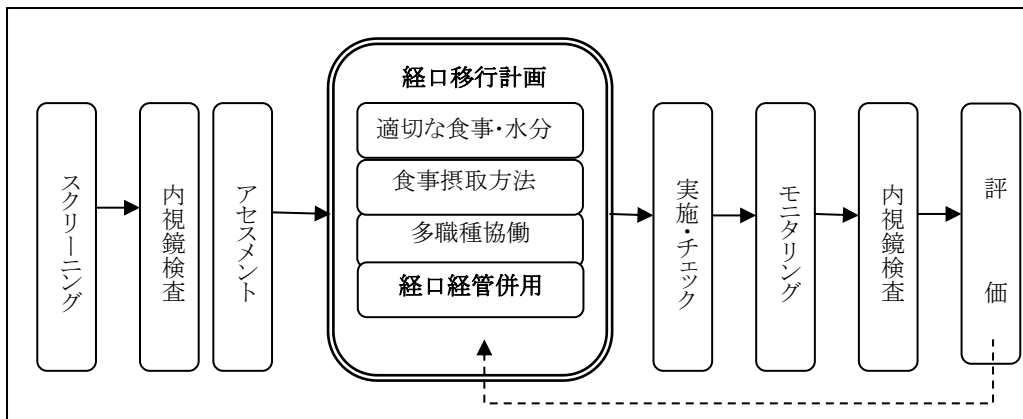 スクリーニング
内視鏡検査
アセスメント
経口移行計画
適切な食事・水分
食事摂取方法
多職種協働
経口経管併用
実施・チェック
モニタリング
内視鏡検査
評価